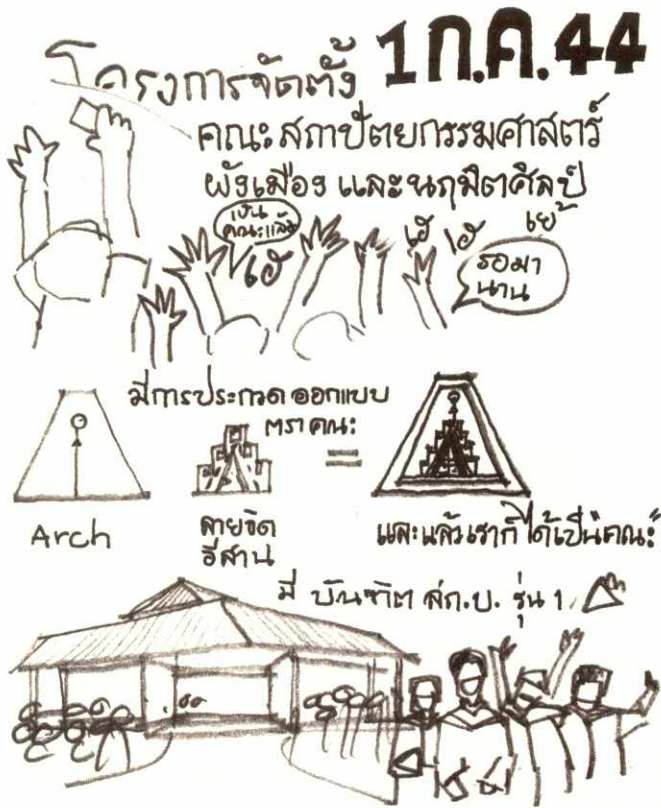 โครงการจัดตั้ง 1 ก.ค. 44
คณะสถาปัตยกรรมศาสตร์
ผังเมือง และนฤมิตศิลป์
เป็น
คณะแล้ว
เฮ้
เฮ้ เฮ้ เย้
รอมา
นาน
มีการประกวด ออกแบบ
ตราคณะ
=
Arch
ลายขิด
อีสาน
และแล้วเราก็ได้เป็น"คณะ"
มี บัณฑิต สถ.บ. รุ่น 1